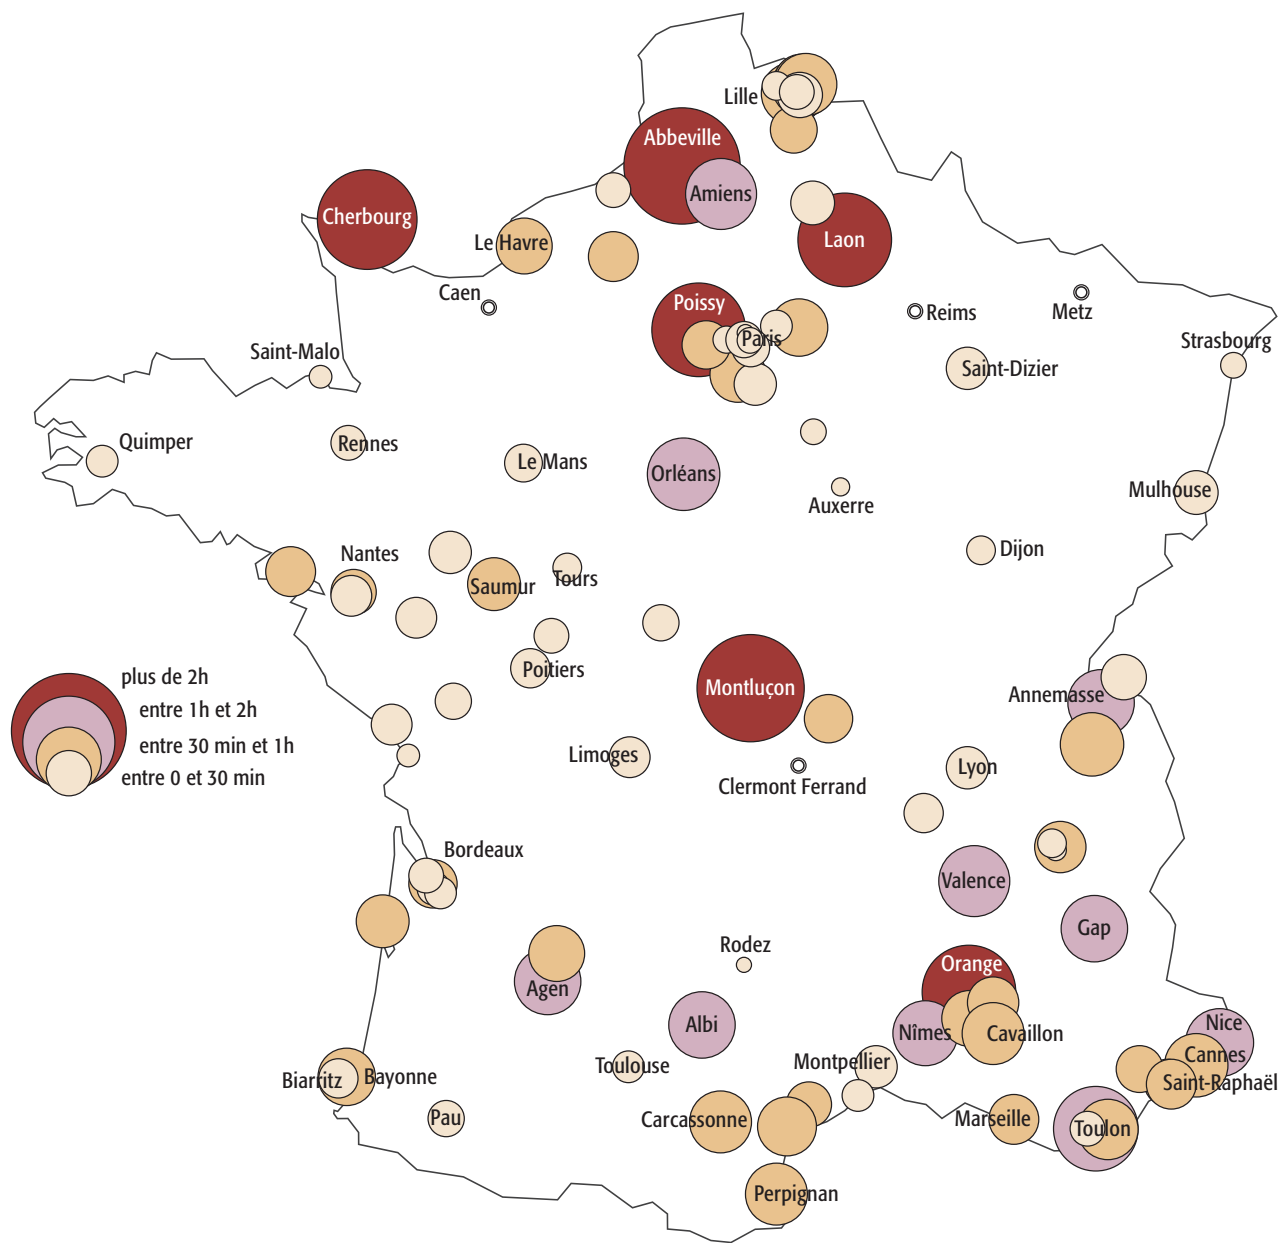 Lille
Abbeville
Amiens
Cherbourg
Laon
Le Havre
Caen
Poissy
Reims
Metz
Paris
Strasbourg
Saint-Malo
Saint-Dizier
Quimper
Rennes
Le Mans
Orléans
Auxerre
Mulhouse
Nantes
Dijon
Saumur
Tours
Poitiers
plus de 2h
entre 1h et 2h
entre 30 min et 1h
entre 0 et 30 min
Montluçon
Annemasse
Limoges
Lyon
Clermont Ferrand
Bordeaux
Valence
Gap
Rodez
Orange
Agen
Albi
Nîmes
Cavaillon
Nice
Cannes
Saint-Raphaël
Montpellier
Toulouse
Biarritz
Bayonne
Pau
Carcassonne
Marseille
Toulon
Perpignan